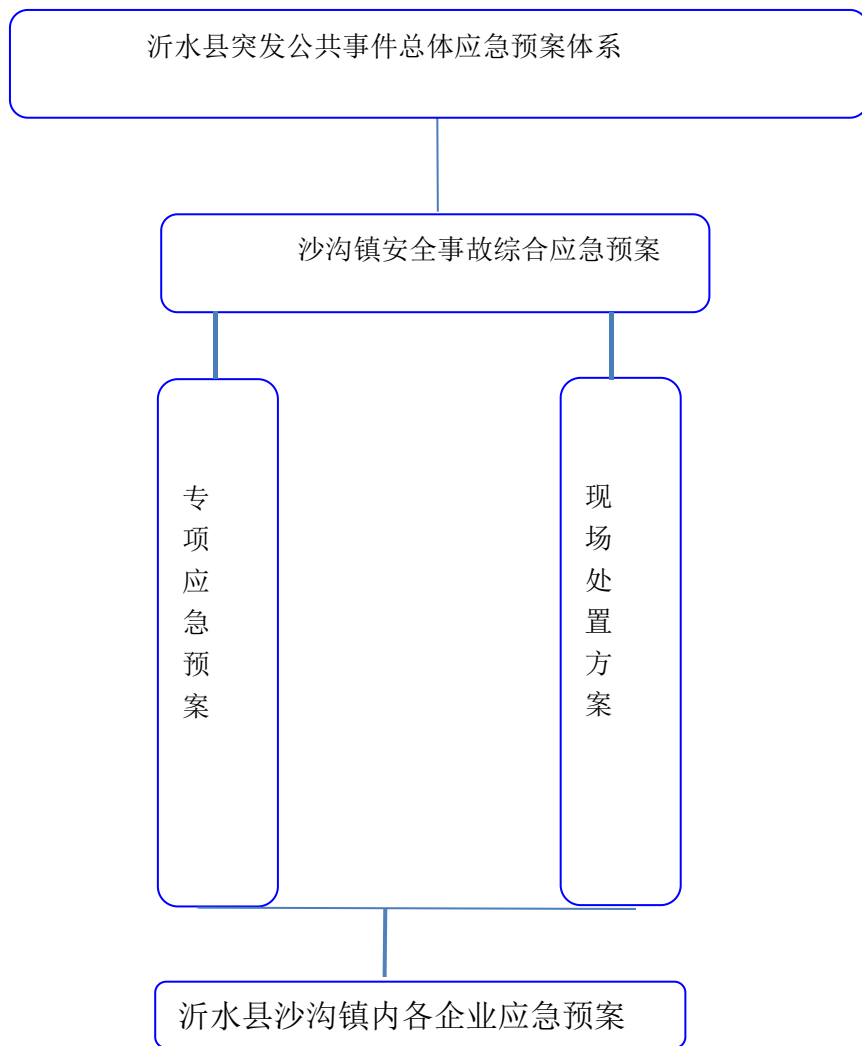 沂水县突发公共事件总体应急预案体系
沙沟镇安全事故综合应急预案
专项应急预案
现场处置方案
沂水县沙沟镇内各企业应急预案